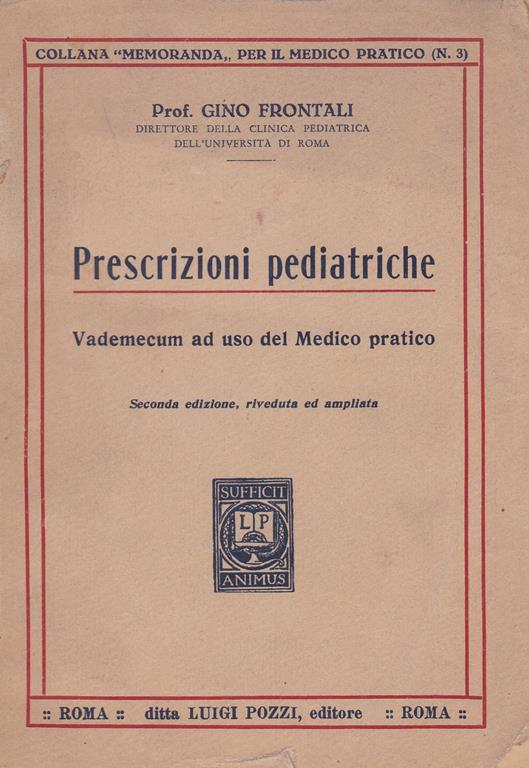 COLLANA "MEMORANDA„ PER IL MEDICO PRATICO (N. 3)
Prof. GINO FRONTALI
DIRETTORE DELLA CLINICA PEDIATRICA
DELL'UNIVERSITÀ DI ROMA
Prescrizioni pediatriche
Vademecum ad uso del Medico pratico
Seconda edizione, riveduta ed ampliata
SUFFICIT
L P
ANIMUS
:: ROMA :: ditta LUIGI POZZI, editore :: ROMA ::